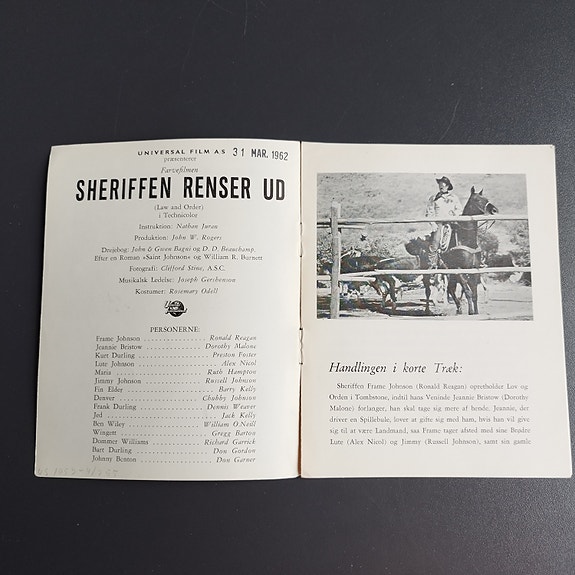 UNIVERSAL FILM A/S 31 MAR. 1962
præsenterer
Farvefilmen
SHERIFFEN RENSER UD
(Law and Order)
i Technicolor
Instruktion: Nathan Juran
Produktion: John W. Rogers
Drejebog: John & Gwen Bagni og D. D. Beauchamp.
Efter en Roman »Saint Johnson« og William R. Burnett
Fotografi: Clifford Stine, A.S.C.
Musikalsk Ledelse: Joseph Gershenson
Kostumer: Rosemary Odell
PERSONERNE:
Frame Johnson ........ Ronald Reagan
Jeannie Bristow ........ Dorothy Malone
Kurt Durling ........ Preston Foster
Lute Johnson ........ Alex Nicol
Maria ........ Ruth Hampton
Jimmy Johnson ........ Russell Johnson
Fin Elder ........ Barry Kelly
Denver ........ Chubby Johnson
Frank Durling ........ Dennis Weaver
Jed ........ Jack Kelly
Ben Wiley ........ William O.Neill
Wingett ........ Gregg Barton
Dommer Williams ........ Richard Garrick
Bart Durling ........ Don Gordon
Johnny Benton ........ Don Garner
Handlingen i korte Træk:
Sheriffen Frame Johnson (Ronald Reagan) opretholder Lov og
Orden i Tombstone, indtil hans Veninde Jeannie Bristow (Dorothy
Malone) forlanger, han skal tage sig mere af hende. Jeannie, der
driver en Spillebule, lover at gifte sig med ham, hvis han vil give
sig til at være Landmand, saa Frame tager afsted med sine Brødre
Lute (Alex Nicol) og Jimmy (Russell Johnson), samt sin gamle